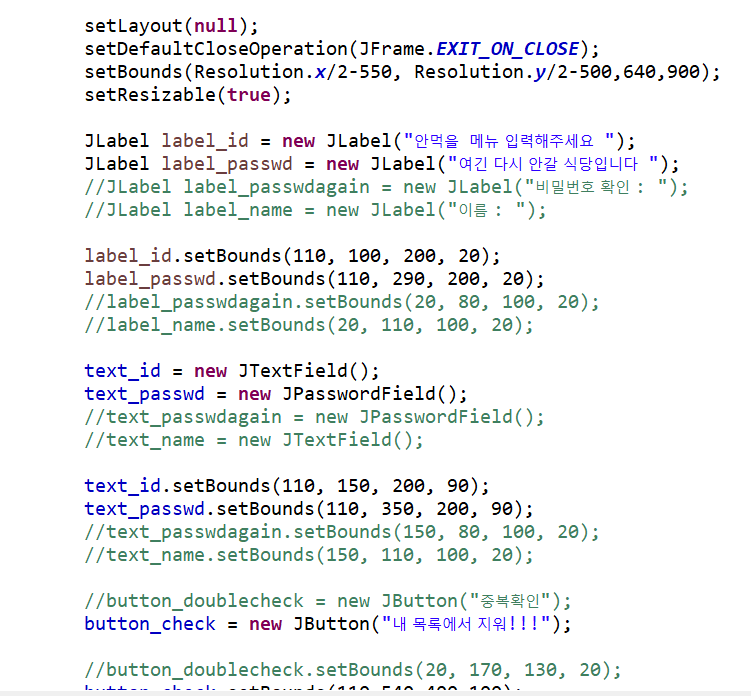 setLayout(null);
setDefaultCloseOperation(JFrame.EXIT_ON_CLOSE);
setBounds(Resolution.x/2-550, Resolution.y/2-500,640,900);
setResizable(true);
JLabel label_id = new JLabel("안먹을 메뉴 입력해주세요 ");
JLabel label_passwd = new JLabel("여긴 다시 안갈 식당입니다 ");
//JLabel label_passwdagain = new JLabel("비밀번호 확인 : ");
//JLabel label_name = new JLabel("이름 : ");
label_id.setBounds(110, 100, 200, 20);
label_passwd.setBounds(110, 290, 200, 20);
//label_passwdagain.setBounds(20, 80, 100, 20);
//label_name.setBounds(20, 110, 100, 20);
text_id = new JTextField();
text_passwd = new JPasswordField();
//text_passwdagain = new JPasswordField();
//text_name = new JTextField();
text_id.setBounds(110, 150, 200, 90);
text_passwd.setBounds(110, 350, 200, 90);
//text_passwdagain.setBounds(150, 80, 100, 20);
//text_name.setBounds(150, 110, 100, 20);
//button_doublecheck = new JButton("중복확인");
button_check = new JButton("내 목록에서 지워!!!");
//button_doublecheck.setBounds(20, 170, 130, 20);
button_check.setBounds(110,540,400,100);